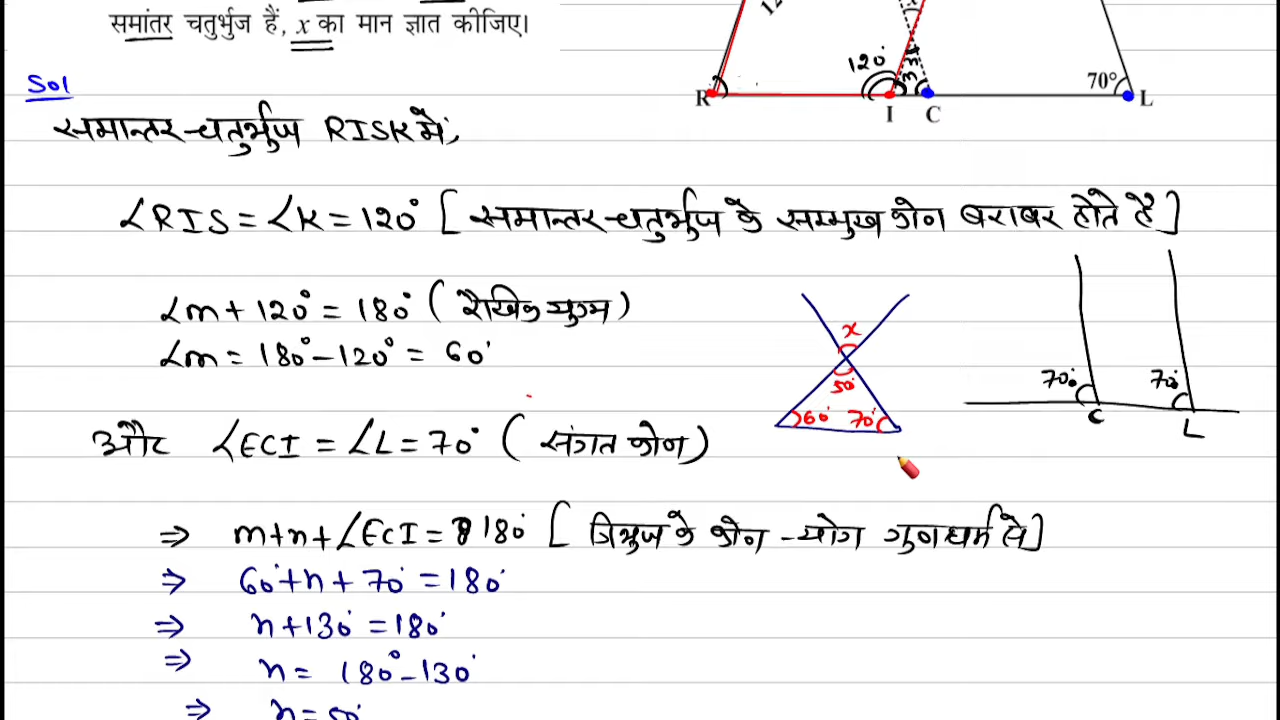 समांतर चतुर्भुज हैं, x का मान ज्ञात कीजिए।
12
x
120°
n
m
70°
R
I
C
L
Sol
समान्तर-चतुर्भुज RISK में,
∠RIS = ∠K = 120° [ समान्तर-चतुर्भुज के सम्मुख कोण बराबर होते है ]
∠m + 120° = 180° ( रैखिक युग्म )
∠m = 180° - 120° = 60°
x
50°
60° 70°
70° 70°
C
L
और ∠ECI = ∠L = 70° ( संगत कोण )
⇒ m+n+∠ECI = 180° [ त्रिभुज के कोण -योग गुणधर्म से ]
⇒ 60°+n+70° = 180°
⇒ n+130° = 180°
⇒ n = 180° - 130°
⇒ n = 50°